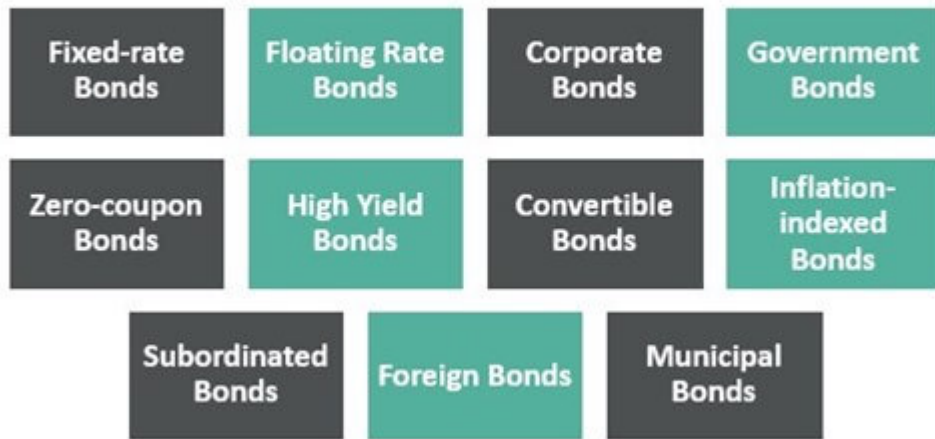 Fixed-rate
Bonds
Floating Rate
Bonds
Corporate
Bonds
Government
Bonds
Zero-coupon
Bonds
High Yield
Bonds
Convertible
Bonds
Inflation-
indexed
Bonds
Subordinated
Bonds
Foreign Bonds
Municipal
Bonds